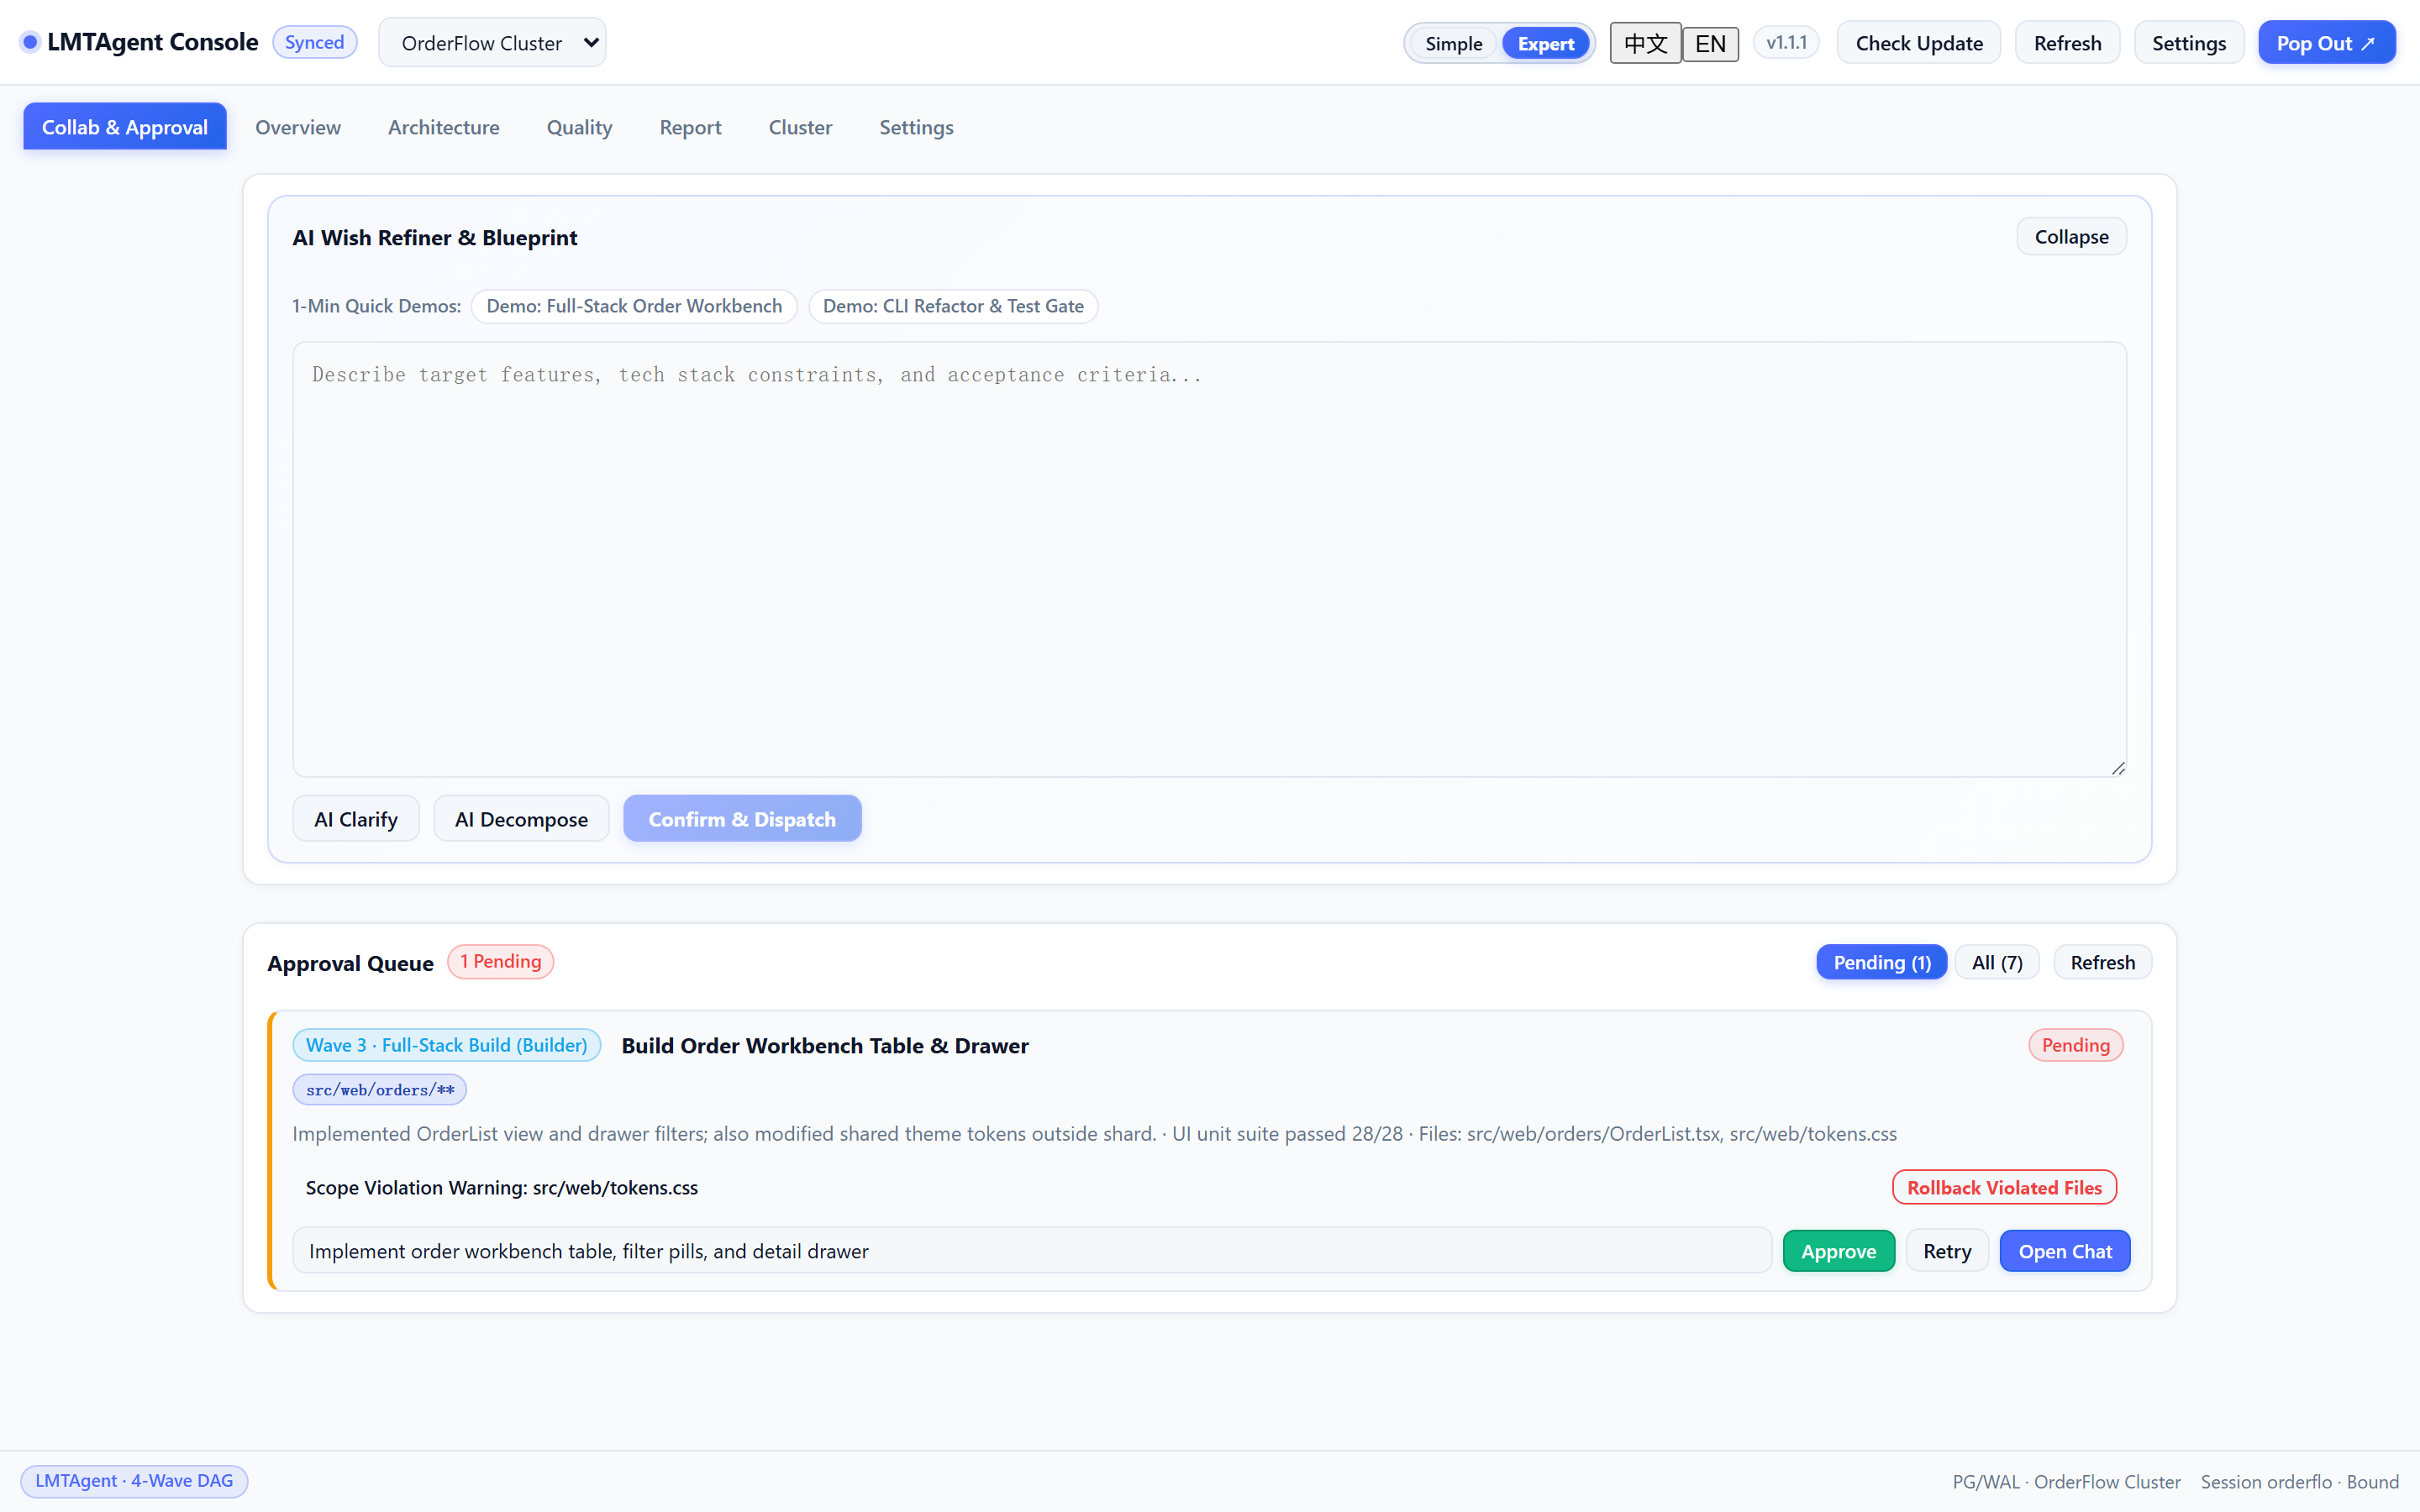 LMTAgent Console Synced OrderFlow Cluster Simple Expert 中文 EN v1.1.1 Check Update Refresh Settings Pop Out ↗
Collab & Approval Overview Architecture Quality Report Cluster Settings
AI Wish Refiner & Blueprint Collapse
1-Min Quick Demos: Demo: Full-Stack Order Workbench Demo: CLI Refactor & Test Gate
Describe target features, tech stack constraints, and acceptance criteria...
AI Clarify AI Decompose Confirm & Dispatch
Approval Queue 1 Pending Pending (1) All (7) Refresh
Wave 3 · Full-Stack Build (Builder) Build Order Workbench Table & Drawer Pending
src/web/orders/**
Implemented OrderList view and drawer filters; also modified shared theme tokens outside shard. · UI unit suite passed 28/28 · Files: src/web/orders/OrderList.tsx, src/web/tokens.css
Scope Violation Warning: src/web/tokens.css Rollback Violated Files
Implement order workbench table, filter pills, and detail drawer Approve Retry Open Chat
LMTAgent · 4-Wave DAG PG/WAL · OrderFlow Cluster Session orderflo · Bound